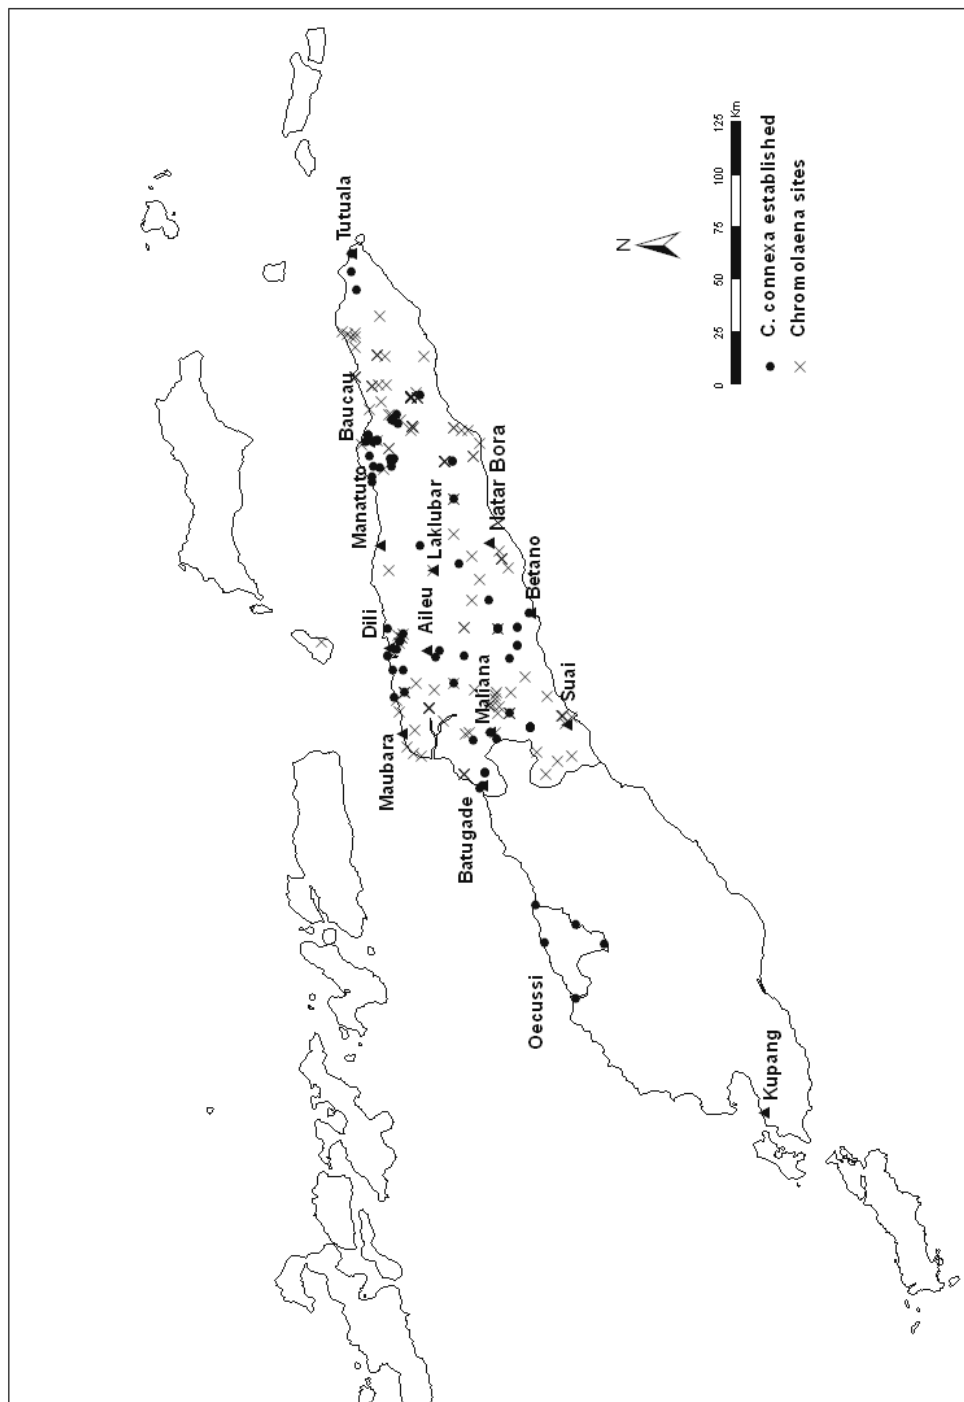 Tutuala
Baucau
Manatuto
Laklubar
Natar Bora
Dili
Aileu
Betano
Maliana
Suai
Maubara
Batugade
Oecussi
Kupang
N
0 25 50 75 100 125 Km
C. connexa established
Chromolaena sites